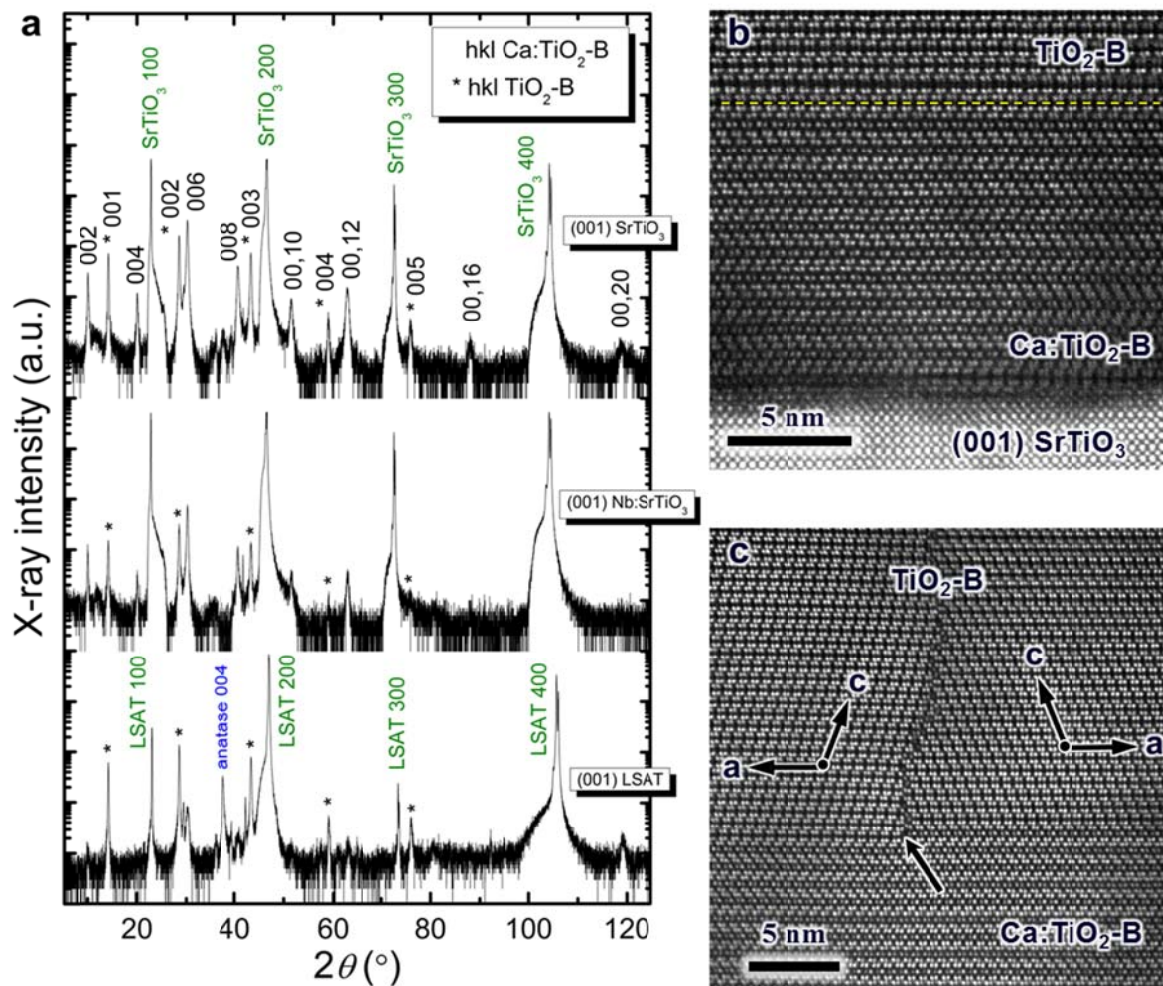 a
hkl Ca:TiO₂-B
* hkl TiO₂-B
SrTiO₃ 100
SrTiO₃ 200
SrTiO₃ 300
SrTiO₃ 400
002
* 001
004
* 002
006
008
* 003
00,10
* 004
00,12
* 005
00,16
00,20
(001) SrTiO₃
* * * * *
(001) Nb:SrTiO₃
LSAT 100
anatase 004
LSAT 200
LSAT 300
LSAT 400
* * * * *
(001) LSAT
X-ray intensity (a.u.)
20 40 60 80 100 120
2θ (°)
b
TiO₂-B
Ca:TiO₂-B
5 nm
(001) SrTiO₃
c
TiO₂-B
c
c
a
a
Ca:TiO₂-B
5 nm